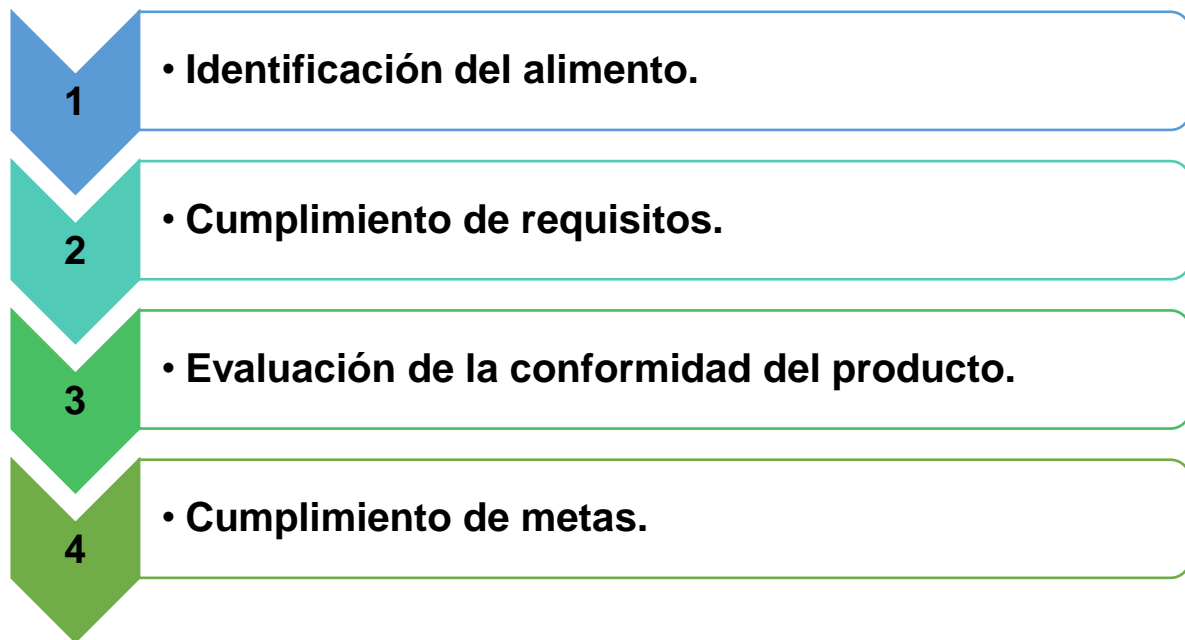 1
• Identificación del alimento.
2
• Cumplimiento de requisitos.
3
• Evaluación de la conformidad del producto.
4
• Cumplimiento de metas.